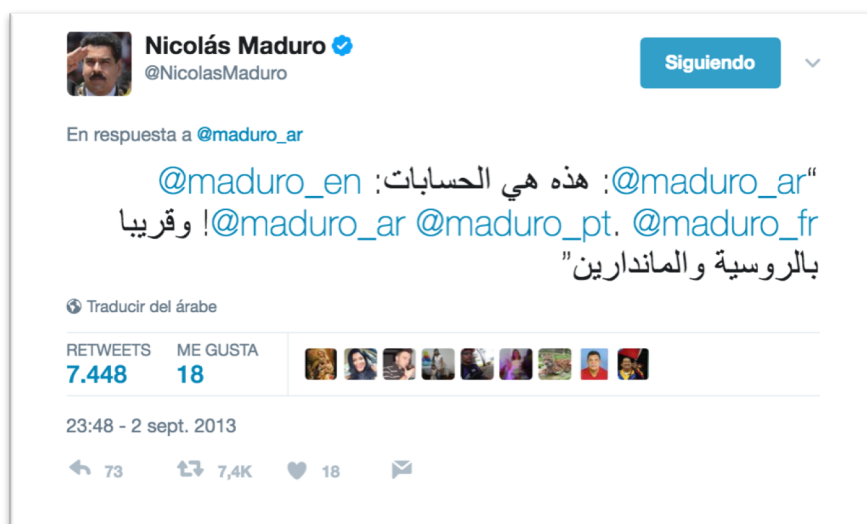 Nicolás Maduro
@NicolasMaduro
Siguiendo
En respuesta a @maduro_ar
“@maduro_ar: هذه هي الحسابات: @maduro_en
@maduro_ar @maduro_pt. @maduro_fr! وقريبا
بالروسية والماندارين”
Traducir del árabe
RETWEETS ME GUSTA
7.448 18
23:48 - 2 sept. 2013
73 7,4K 18